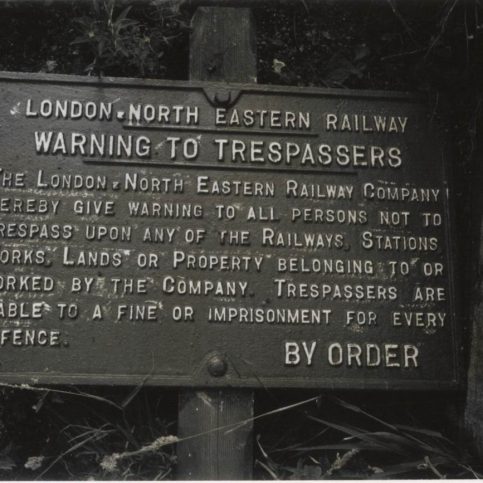 LONDON & NORTH EASTERN RAILWAY
WARNING TO TRESPASSERS
THE LONDON & NORTH EASTERN RAILWAY COMPANY
EREBY GIVE WARNING TO ALL PERSONS NOT TO
RESPASS UPON ANY OF THE RAILWAYS, STATIONS
ORKS, LANDS OR PROPERTY BELONGING TO OR
ORKED BY THE COMPANY. TRESPASSERS ARE
ABLE TO A FINE OR IMPRISONMENT FOR EVERY
FENCE.
BY ORDER